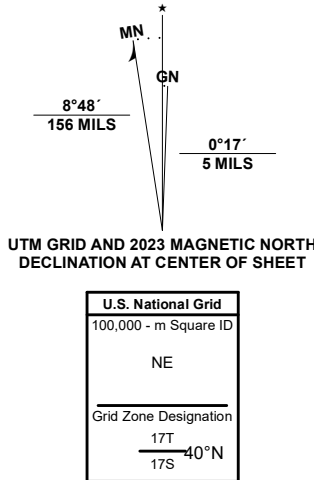 ★
MN
GN
8°48´
156 MILS
0°17´
5 MILS
UTM GRID AND 2023 MAGNETIC NORTH
DECLINATION AT CENTER OF SHEET
U.S. National Grid
100,000 - m Square ID
NE
Grid Zone Designation
17T
40°N
17S